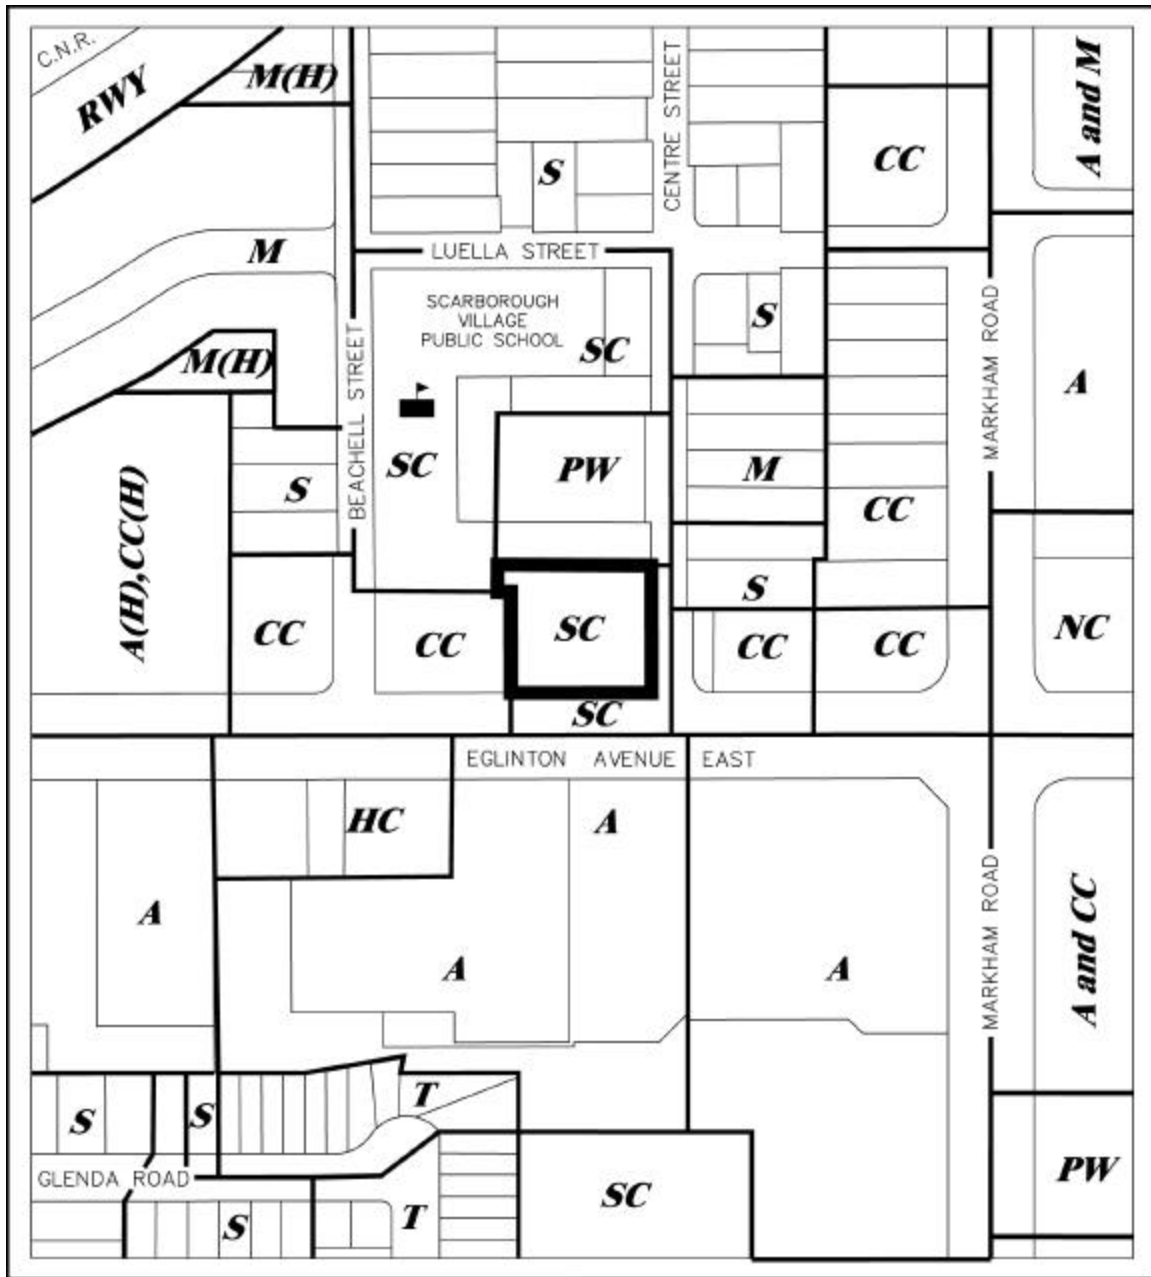 C.N.R.
RWY
M(H)
CENTRE STREET
A and M
S
CC
M
LUELLA STREET
SCARBOROUGH
VILLAGE
PUBLIC SCHOOL
SC
S
MARKHAM ROAD
A
M(H)
BEACHELL STREET
SC
PW
M
CC
A(H),CC(H)
S
S
CC
CC
SC
CC
CC
NC
SC
EGLINTON AVENUE EAST
HC
A
A
A
A
MARKHAM ROAD
A and CC
S
S
T
GLENDA ROAD
S
T
SC
PW